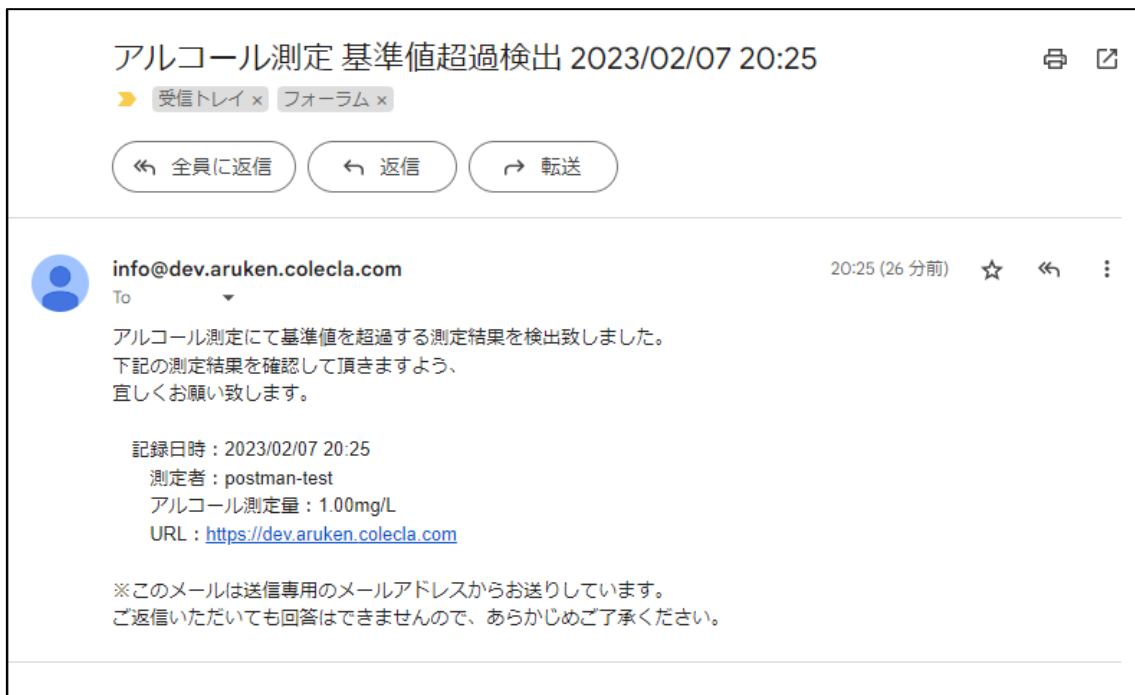 アルコール測定 基準値超過検出 2023/02/07 20:25
受信トレイ × フォーラム ×
全員に返信 返信 転送
info@dev.aruken.colecla.com 20:25 (26 分前)
To
アルコール測定にて基準値を超過する測定結果を検出致しました。
下記の測定結果を確認して頂きますよう、
宜しくお願い致します。
記録日時：2023/02/07 20:25
測定者：postman-test
アルコール測定量：1.00mg/L
URL：https://dev.aruken.colecla.com
※このメールは送信専用のメールアドレスからお送りしています。
ご返信いただいても回答はできませんので、あらかじめご了承ください。